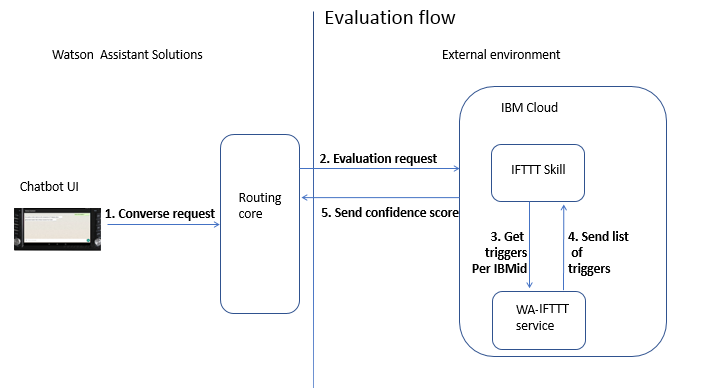 Evaluation flow
Watson Assistant Solutions
External environment
IBM Cloud
2. Evaluation request
IFTTT Skill
Chatbot UI
Routing
core
1. Converse request
5. Send confidence score
3. Get
triggers
Per IBMid
4. Send list
of
triggers
WA-IFTTT
service